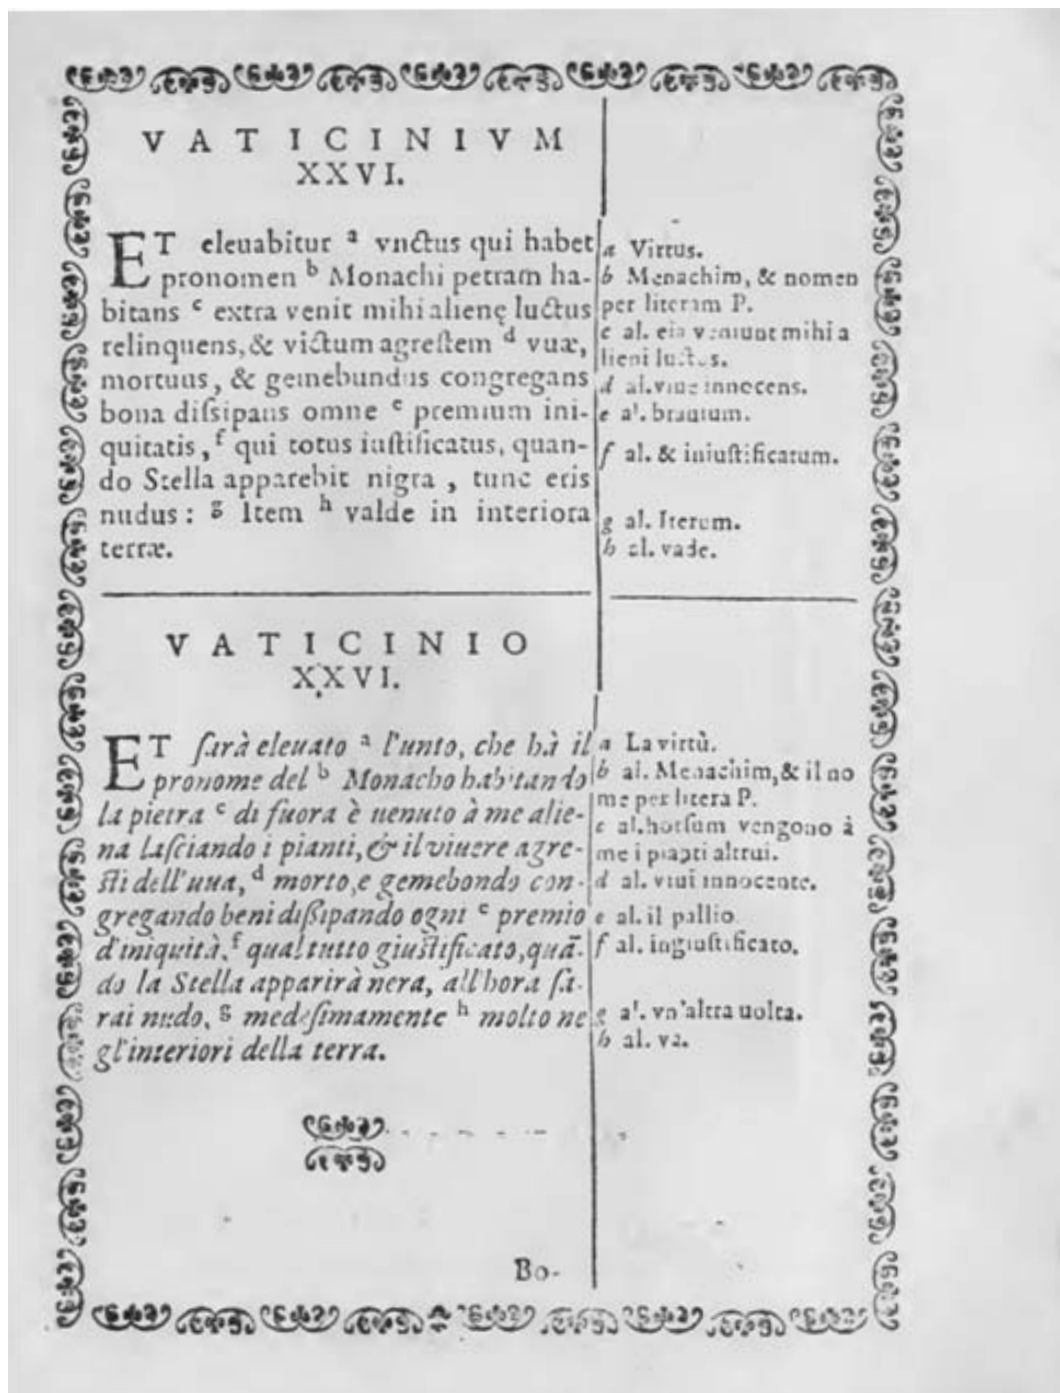 VATICINIVM
XXVI.
ET eleuabitur a vnctus qui habet
pronomen b Monachi petram ha-
bitans c extra venit mihi alienę luctus
relinquens, & victum agrestem d vuæ,
mortuus, & gemebundus congregans
bona dissipans omne e premium ini-
quitatis, f qui totus iustificatus, quan-
do Stella apparebit nigra, tunc eris
nudus: g Item h valde in interiora
terræ.
a Virtus.
b Menachim, & nomen
per literam P.
c al. eia veniunt mihi a
lieni luctus.
d al. viue innocens.
e al. brauium.
f al. & iniustificatum.
g al. Iterum.
h al. vade.
VATICINIO
XXVI.
ET sarà eleuato a l'unto, che hà il
pronome del b Monacho habitando
la pietra c di fuora è uenuto à me alie-
na lasciando i pianti, & il viuere agre-
sti dell'uua, d morto, e gemebondo con-
gregando beni dissipando ogni e premio
d'iniquità, f qual tutto giustificato, quā-
do la Stella apparirà nera, all'hora sa-
rai nudo, g medesimamente h molto ne
gl'interiori della terra.
a La virtù.
b al. Menachim, & il no
me per litera P.
c al. horsum vengono à
me i pianti altrui.
d al. viui innocente.
e al. il pallio
f al. ingiustificato.
g al. vn'altra uolta.
h al. va.
Bo-